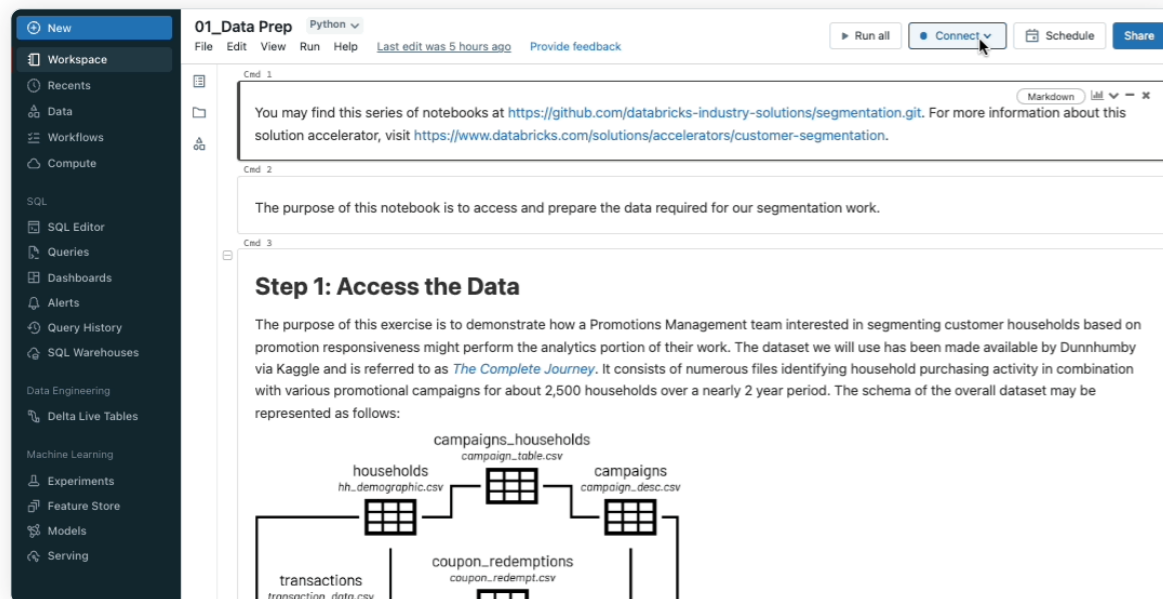 New
Workspace
Recents
Data
Workflows
Compute
SQL
SQL Editor
Queries
Dashboards
Alerts
Query History
SQL Warehouses
Data Engineering
Delta Live Tables
Machine Learning
Experiments
Feature Store
Models
Serving
01_Data Prep Python
File Edit View Run Help Last edit was 5 hours ago Provide feedback
Run all Connect Schedule Share
Cmd 1
Markdown
You may find this series of notebooks at https://github.com/databricks-industry-solutions/segmentation.git. For more information about this
solution accelerator, visit https://www.databricks.com/solutions/accelerators/customer-segmentation.
Cmd 2
The purpose of this notebook is to access and prepare the data required for our segmentation work.
Cmd 3
Step 1: Access the Data
The purpose of this exercise is to demonstrate how a Promotions Management team interested in segmenting customer households based on
promotion responsiveness might perform the analytics portion of their work. The dataset we will use has been made available by Dunnhumby
via Kaggle and is referred to as The Complete Journey. It consists of numerous files identifying household purchasing activity in combination
with various promotional campaigns for about 2,500 households over a nearly 2 year period. The schema of the overall dataset may be
represented as follows:
campaigns_households
campaign_table.csv
households
hh_demographic.csv
campaigns
campaign_desc.csv
coupon_redemptions
coupon_redempt.csv
transactions
transaction_data.csv